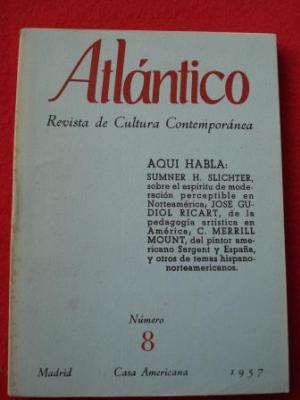 Atlántico
Revista de Cultura Contemporánea
AQUI HABLA:
SUMNER H. SLICHTER,
sobre el espíritu de mode-
ración perceptible en
Norteamérica; JOSE GU-
DIOL RICART, de la
pedagogía artística en
América; C. MERRILL
MOUNT, del pintor ame-
ricano Sargent y España,
y otros de temas hispano-
norteamericanos.
Número
8
Madrid Casa Americana 1957